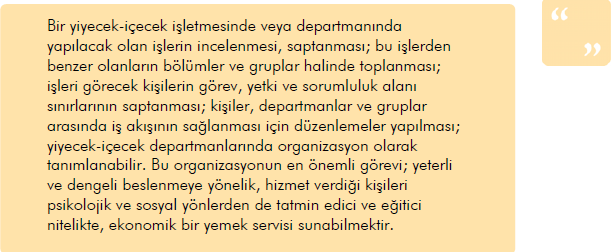 Bir yiyecek-içecek işletmesinde veya departmanında
yapılacak olan işlerin incelenmesi, saptanması; bu işlerden
benzer olanların bölümler ve gruplar halinde toplanması;
işleri görecek kişilerin görev, yetki ve sorumluluk alanı
sınırlarının saptanması; kişiler, departmanlar ve gruplar
arasında iş akışının sağlanması için düzenlemeler yapılması;
yiyecek-içecek departmanlarında organizasyon olarak
tanımlanabilir. Bu organizasyonun en önemli görevi; yeterli
ve dengeli beslenmeye yönelik, hizmet verdiği kişileri
psikolojik ve sosyal yönlerden de tatmin edici ve eğitici
nitelikte, ekonomik bir yemek servisi sunabilmektir.
“ ”